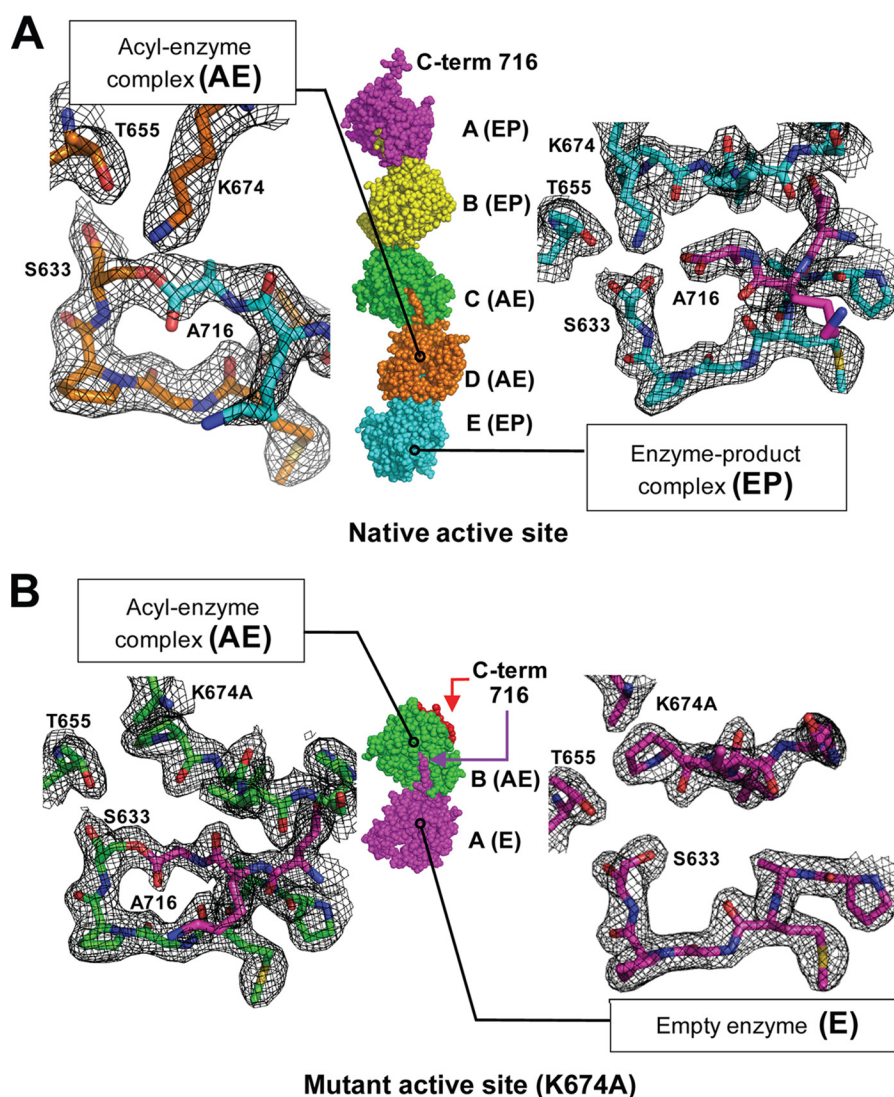 A
Acyl-enzyme
complex (AE)
T655
K674
S633
A716
C-term 716
A (EP)
B (EP)
C (AE)
D (AE)
E (EP)
K674
T655
A716
S633
Enzyme-product
complex (EP)
Native active site
B
Acyl-enzyme
complex (AE)
K674A
T655
S633
A716
C-term
716
B (AE)
A (E)
K674A
T655
S633
Empty enzyme (E)
Mutant active site (K674A)